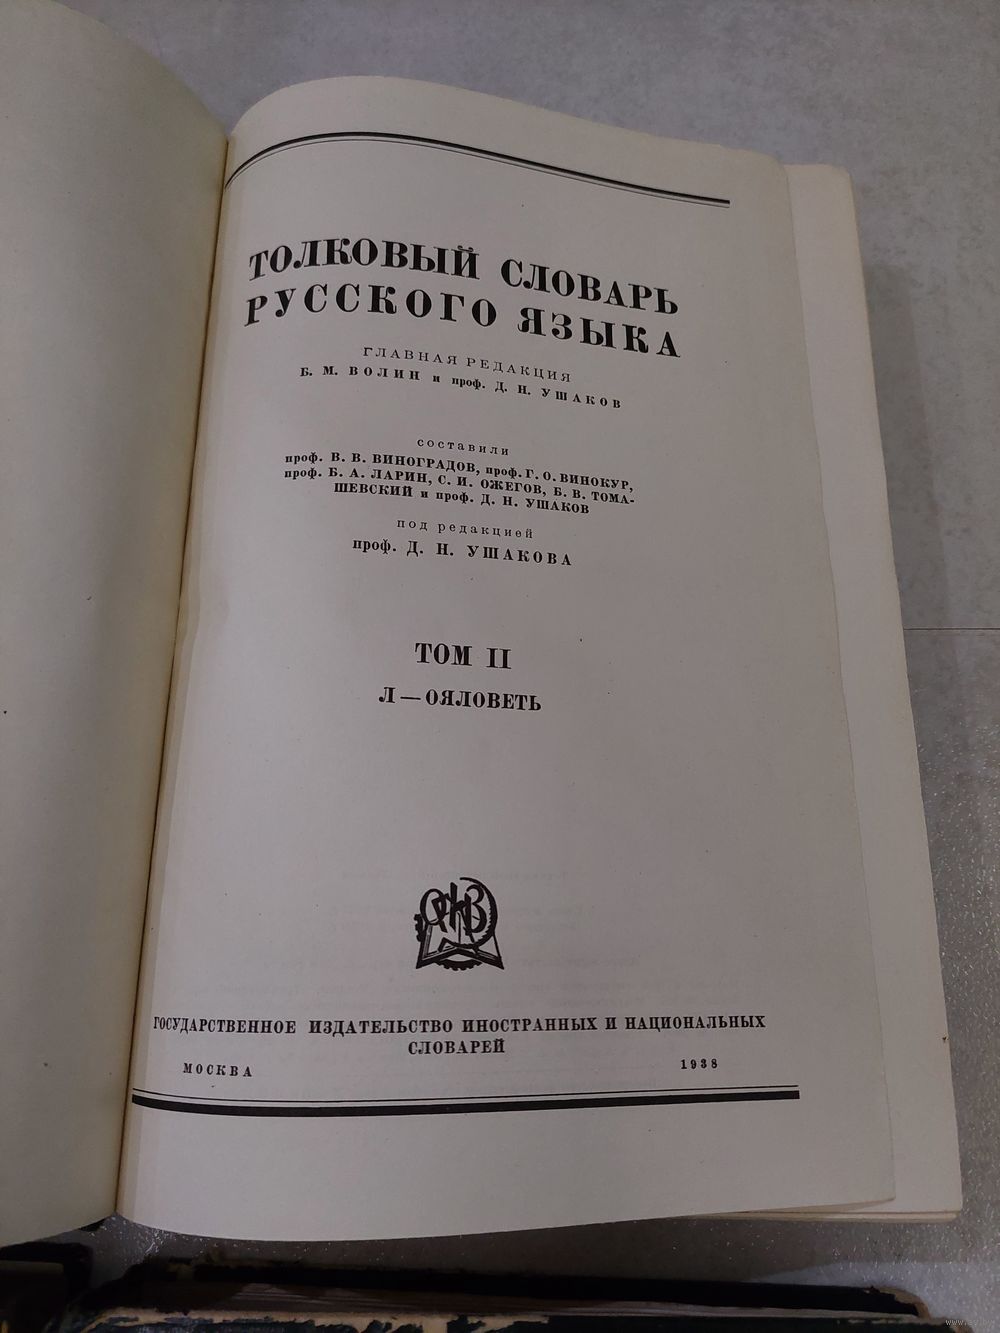 ТОЛКОВЫЙ СЛОВАРЬ
РУССКОГО ЯЗЫКА
ГЛАВНАЯ РЕДАКЦИЯ
Б. М. ВОЛИН и проф. Д. Н. УШАКОВ
составили
проф. В. В. ВИНОГРАДОВ, проф. Г. О. ВИНОКУР,
проф. Б. А. ЛАРИН, С. И. ОЖЕГОВ, Б. В. ТОМА-
ШЕВСКИЙ и проф. Д. Н. УШАКОВ
под редакцией
проф. Д. Н. УШАКОВА
ТОМ II
Л — ОЯЛОВЕТЬ
ГОСУДАРСТВЕННОЕ ИЗДАТЕЛЬСТВО ИНОСТРАННЫХ И НАЦИОНАЛЬНЫХ
СЛОВАРЕЙ
МОСКВА 1938